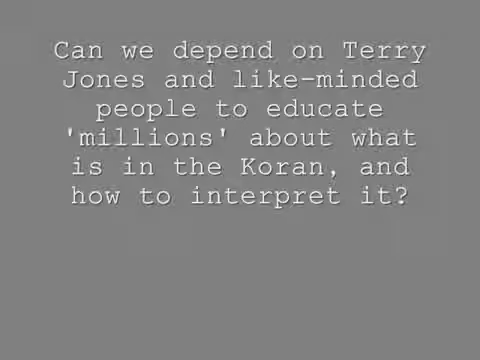 Can we depend on Terry
Jones and like-minded
people to educate
'millions' about what
is in the Koran, and
how to interpret it?